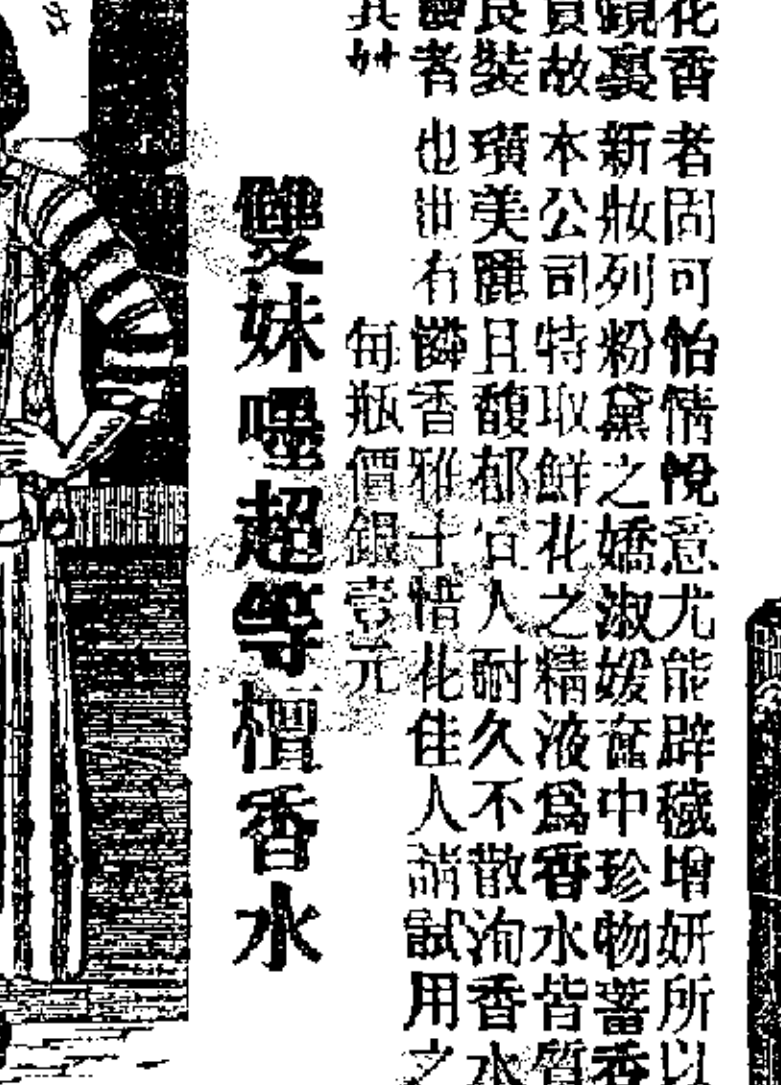 花香者固可怡情悅意尤能辟穢增妍所以
鏡裏新妝列粉黛之嬌淑媛奩中珍物蓄香
故本公司特取鮮花之精液爲香水皆質
良裝璜美麗且馥郁宜人耐久不散洵香水
者也世有憐香雅士惜花佳人請試用之
每瓶價銀壹元
雙妹嚜超等檀香水